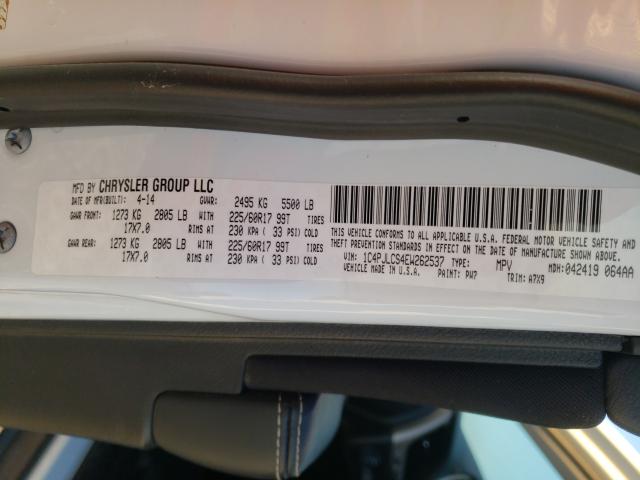 MFD BY CHRYSLER GROUP LLC
DATE OF MFR(BUILT): 4-14 GVWR: 2495 KG 5500 LB
GAWR FRONT: 1273 KG 2805 LB WITH 225/60R17 99T TIRES
17X7.0 RIMS AT 230 KPA ( 33 PSI) COLD
GAWR REAR: 1273 KG 2805 LB WITH 225/60R17 99T TIRES
17X7.0 RIMS AT 230 KPA ( 33 PSI) COLD
THIS VEHICLE CONFORMS TO ALL APPLICABLE U.S.A. FEDERAL MOTOR VEHICLE SAFETY AND
THEFT PREVENTION STANDARDS IN EFFECT ON THE DATE OF MANUFACTURE SHOWN ABOVE.
VIN: 1C4PJLCS4EW262537 TYPE: MPV MDH: 042419 064AA
VEHICLE MADE IN U.S.A. PAINT: PW7 TRIM: A7X9